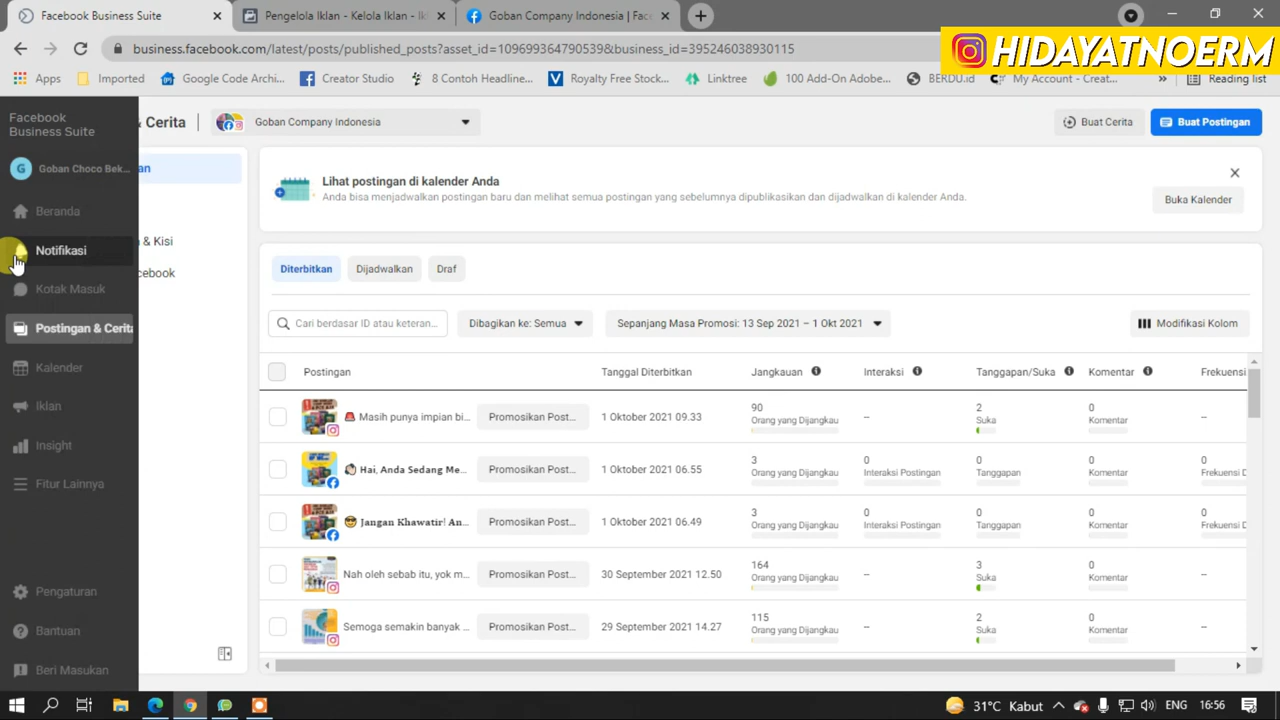 Facebook Business Suite
Pengelola Iklan - Kelola Iklan - Ik
Goban Company Indonesia | Fac
business.facebook.com/latest/posts/published_posts?asset_id=109699364790539&business_id=395246038930115
HIDAYATNOERM
Apps
Imported
Google Code Archi...
Creator Studio
8 Contoh Headline...
Royalty Free Stock...
Linktree
100 Add-On Adobe...
BERDU.id
My Account - Creat...
»
Reading list
Facebook
Business Suite
& Cerita
Goban Company Indonesia
Buat Cerita
Buat Postingan
G Goban Choco Bek...
an
Beranda
Notifikasi
Kotak Masuk
Postingan & Cerita
Kalender
Iklan
Insight
Fitur Lainnya
Pengaturan
Bantuan
Beri Masukan
& Kisi
cebook
Lihat postingan di kalender Anda
Anda bisa menjadwalkan postingan baru dan melihat semua postingan yang sebelumnya dipublikasikan dan dijadwalkan di kalender Anda.
Buka Kalender
Diterbitkan
Dijadwalkan
Draf
Cari berdasar ID atau keteran...
Dibagikan ke: Semua
Sepanjang Masa Promosi: 13 Sep 2021 – 1 Okt 2021
Modifikasi Kolom
Postingan Tanggal Diterbitkan Jangkauan Interaksi Tanggapan/Suka Komentar Frekuensi
Masih punya impian bi... Promosikan Post... 1 Oktober 2021 09.33 90 – 2 0 –
Orang yang Dijangkau Suka Komentar
Hai, Anda Sedang Me... Promosikan Post... 1 Oktober 2021 06.55 3 0 0 0 0
Orang yang Dijangkau Interaksi Postingan Tanggapan Komentar Frekuensi D
Jangan Khawatir! An... Promosikan Post... 1 Oktober 2021 06.49 3 0 0 0 0
Orang yang Dijangkau Interaksi Postingan Tanggapan Komentar Frekuensi D
Nah oleh sebab itu, yok m... Promosikan Post... 30 September 2021 12.50 164 – 3 0 –
Orang yang Dijangkau Suka Komentar
Semoga semakin banyak ... Promosikan Post... 29 September 2021 14.27 115 – 2 0 –
Orang yang Dijangkau Suka Komentar
31°C Kabut
ENG
16:56